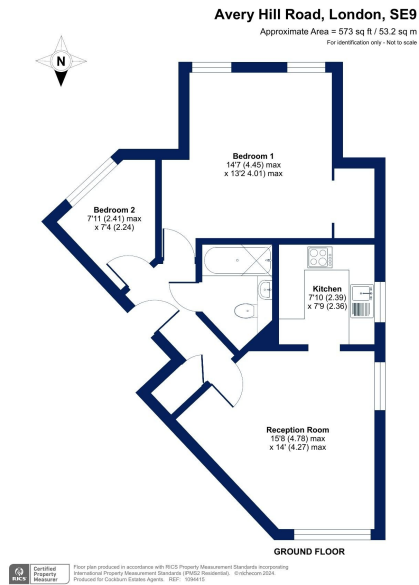 Avery Hill Road, London, SE9
Approximate Area = 573 sq ft / 53.2 sq m
For identification only - Not to scale
N
Bedroom 1
14'7 (4.45) max
x 13'2 4.01) max
Bedroom 2
7'11 (2.41) max
x 7'4 (2.24)
Kitchen
7'10 (2.39)
x 7'9 (2.36)
Reception Room
15'8 (4.78) max
x 14' (4.27) max
GROUND FLOOR
RICS
Certified
Property
Measurer
Floor plan produced in accordance with RICS Property Measurement Standards incorporating
International Property Measurement Standards (IPMS2 Residential). © nichecom 2024.
Produced for Cockburn Estates Agents. REF: 1094415